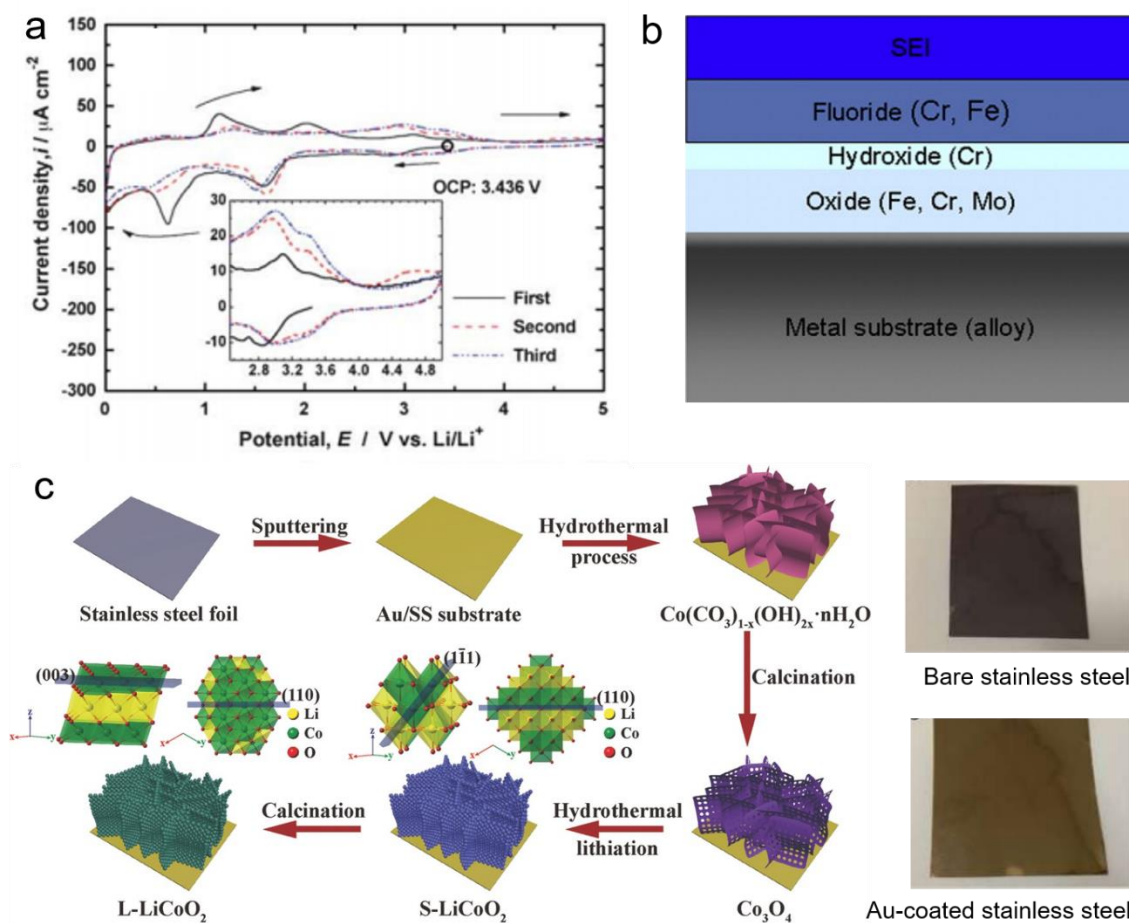 a
150
100
50
0
-50
-100
-150
-200
-250
-300
Current density, i / μA cm⁻²
OCP: 3.436 V
30
20
10
0
-10
2.8 3.2 3.6 4.0 4.4 4.8
First
Second
Third
0 1 2 3 4 5
Potential, E / V vs. Li/Li⁺
b
SEI
Fluoride (Cr, Fe)
Hydroxide (Cr)
Oxide (Fe, Cr, Mo)
Metal substrate (alloy)
c
Sputtering
Hydrothermal
process
Stainless steel foil
Au/SS substrate
Co(CO₃)₁₋ₓ(OH)₂ₓ·nH₂O
Calcination
(003)
(110)
Li
Co
O
z
x
y
x
y
(11̅1)
(110)
Li
Co
O
z
x
y
x
y
Calcination
Hydrothermal
lithiation
L-LiCoO₂
S-LiCoO₂
Co₃O₄
Bare stainless steel
Au-coated stainless steel